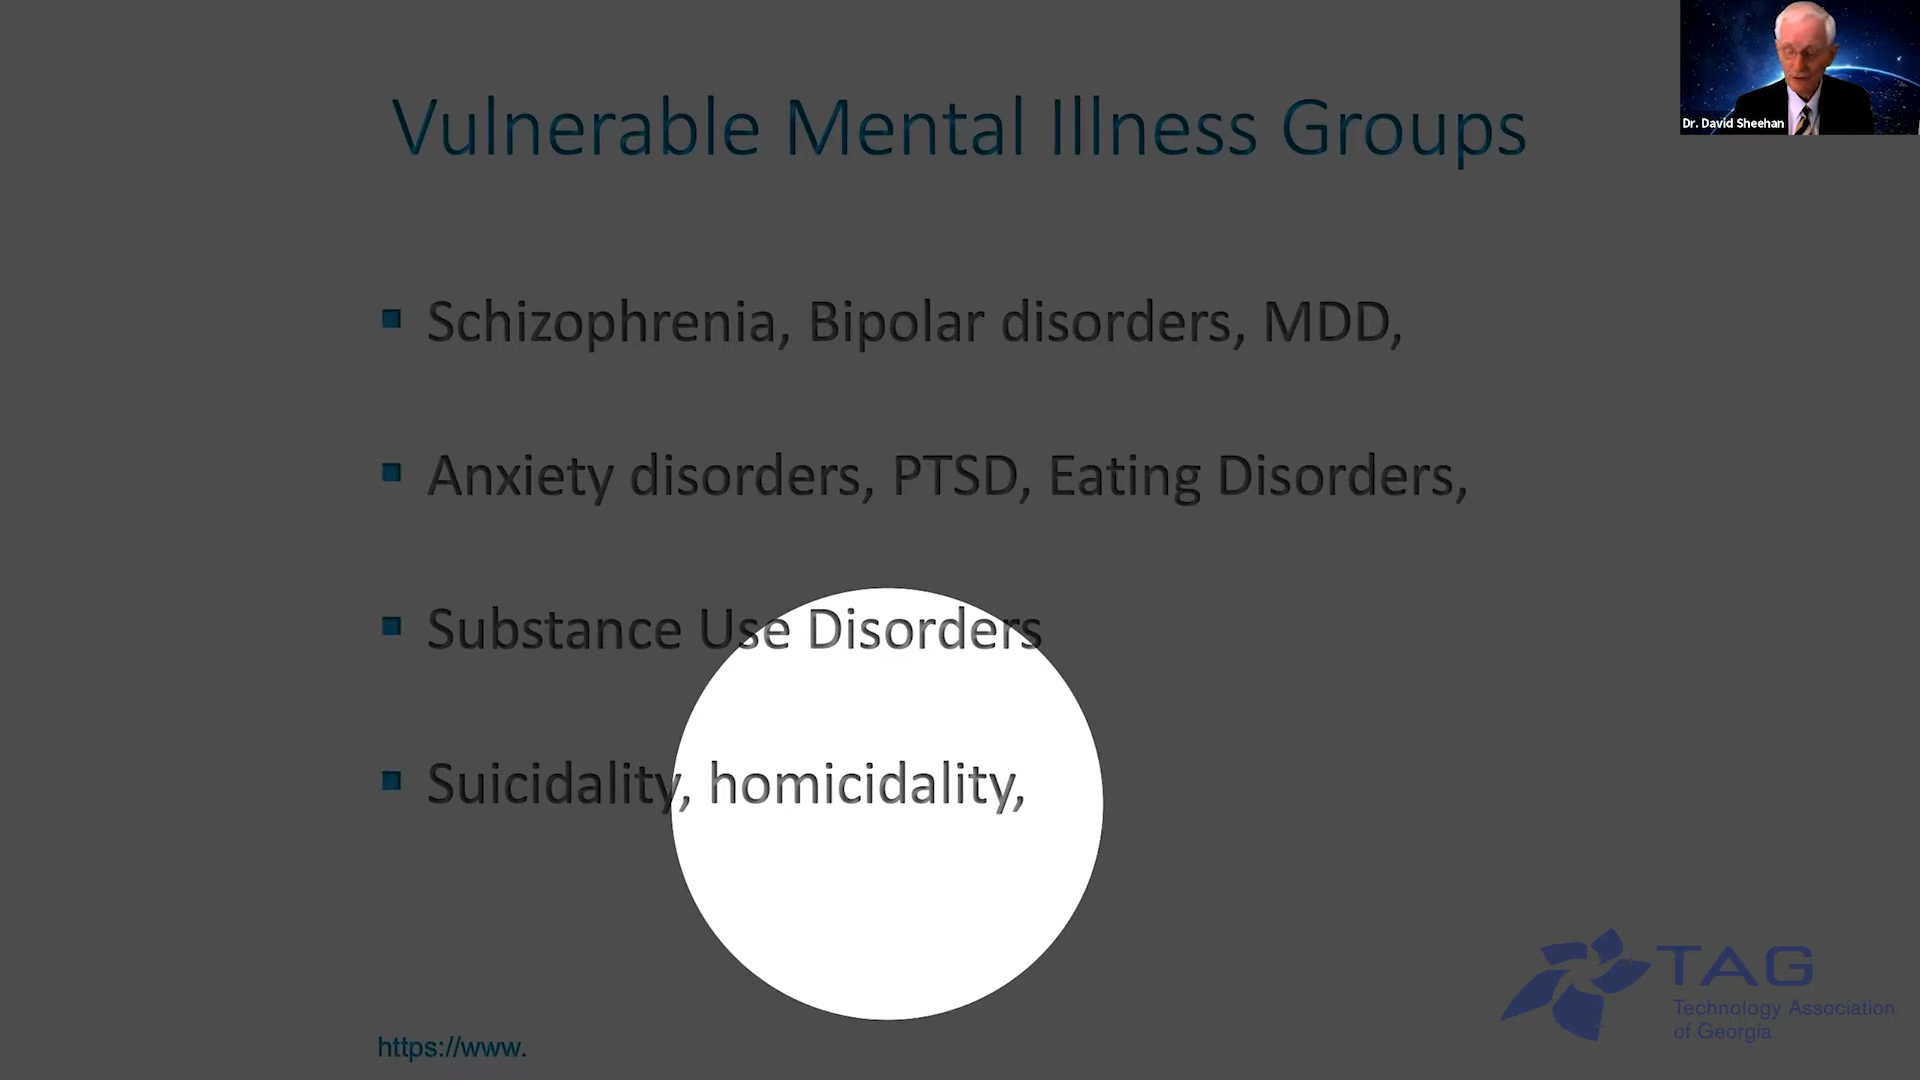 Vulnerable Mental Illness Groups
Dr. David Sheehan
Schizophrenia, Bipolar disorders, MDD,
Anxiety disorders, PTSD, Eating Disorders,
Substance Use Disorders
Suicidality, homicidality,
TAG
Technology Association
of Georgia
https://www.